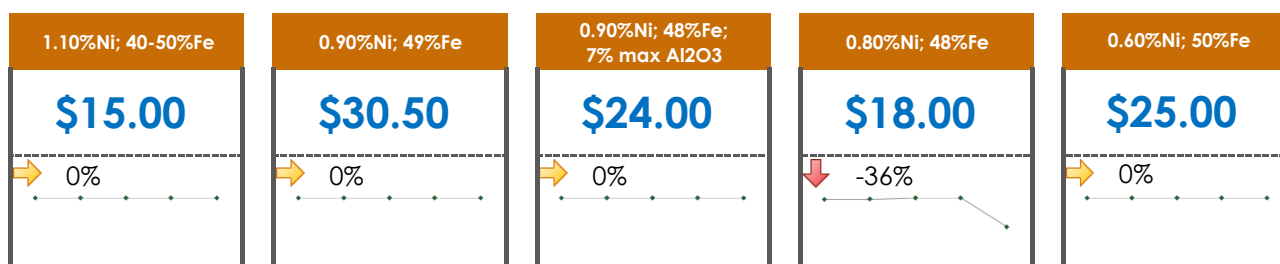 1.10%Ni; 40-50%Fe
$15.00
0%
0.90%Ni; 49%Fe
$30.50
0%
0.90%Ni; 48%Fe;
7% max Al2O3
$24.00
0%
0.80%Ni; 48%Fe
$18.00
-36%
0.60%Ni; 50%Fe
$25.00
0%